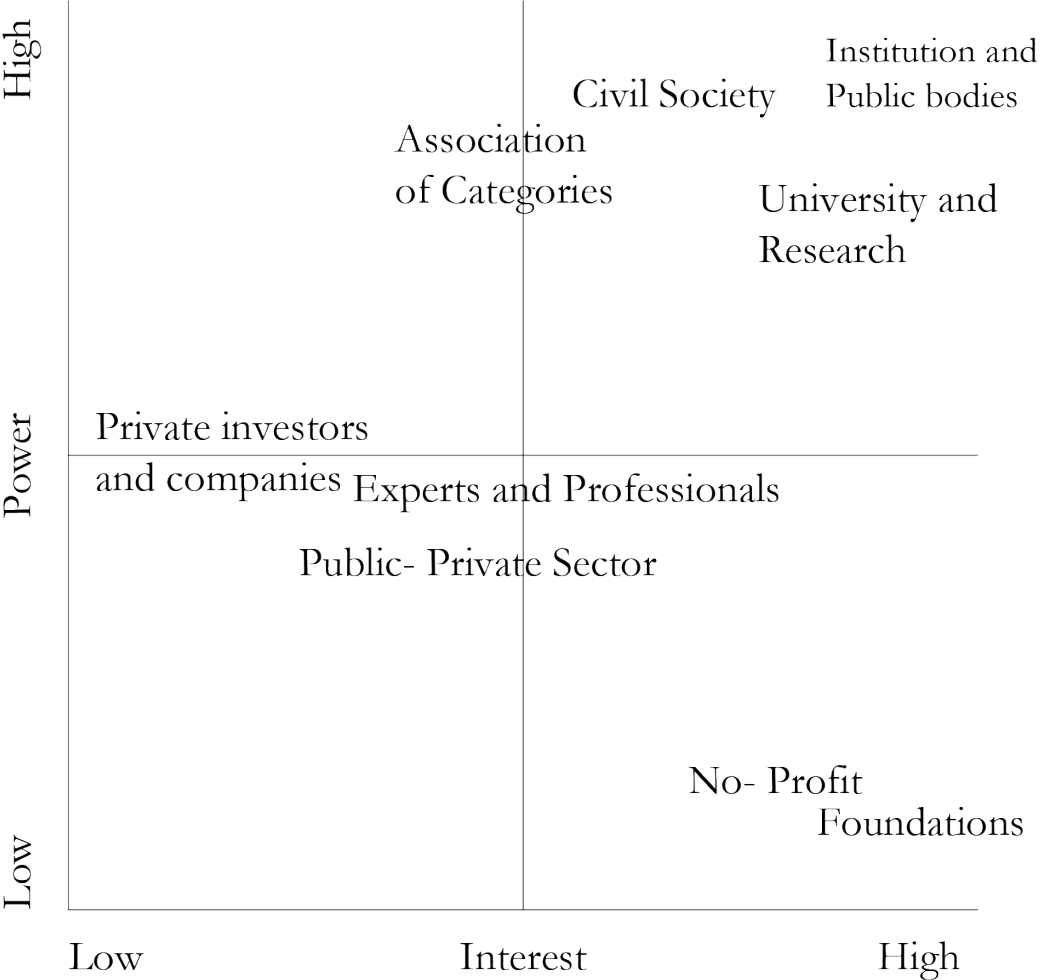 High
Institution and
Public bodies
Civil Society
Association
of Categories
University and
Research
Power
Private investors
and companies
Experts and Professionals
Public- Private Sector
No- Profit
Foundations
Low
Low
Interest
High